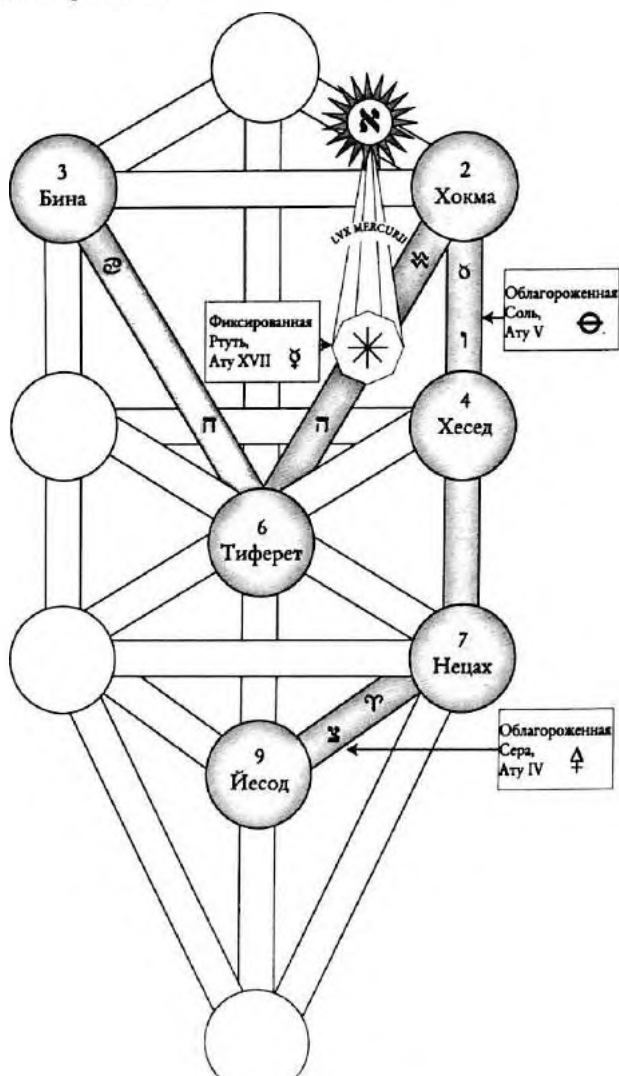 א
3
Бина
2
Хокма
LVX MERCURII
♋
♒
♉
Фиксированная
Ртуть,
Ату XVII ☿
Облагороженная
Соль,
Ату V
ו
ח
ה
4
Хесед
6
Тиферет
7
Нецах
♈
צ
9
Йесод
Облагороженная
Сера,
Ату IV 🜍